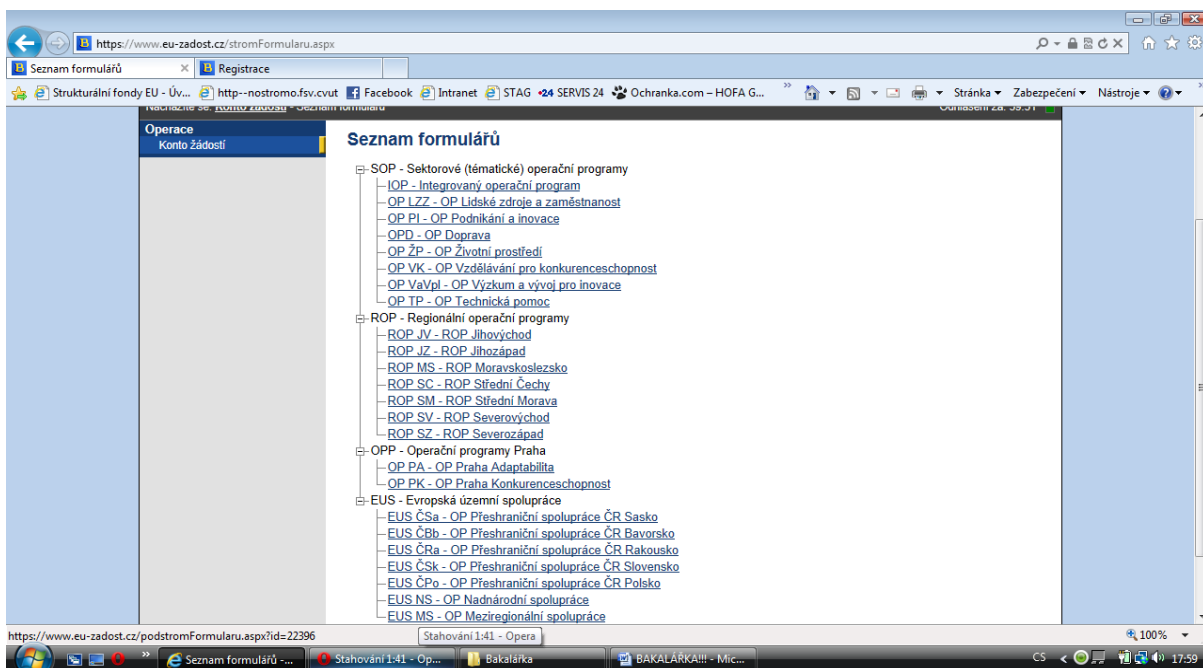 https://www.eu-zadost.cz/stromFormularu.aspx
Seznam formulářů
Registrace
Strukturální fondy EU - Úv...
http--nostromo.fsv.cvut
Facebook
Intranet
STAG
SERVIS 24
Ochranka.com – HOFA G...
Stránka
Zabezpečení
Nástroje
Nacházíte se: Konto žádostí - Seznam formulářů
Odhlášení za: 59:51
Operace
Konto žádostí
Seznam formulářů
SOP - Sektorové (tématické) operační programy
IOP - Integrovaný operační program
OP LZZ - OP Lidské zdroje a zaměstnanost
OP PI - OP Podnikání a inovace
OPD - OP Doprava
OP ŽP - OP Životní prostředí
OP VK - OP Vzdělávání pro konkurenceschopnost
OP VaVpI - OP Výzkum a vývoj pro inovace
OP TP - OP Technická pomoc
ROP - Regionální operační programy
ROP JV - ROP Jihovýchod
ROP JZ - ROP Jihozápad
ROP MS - ROP Moravskoslezsko
ROP SC - ROP Střední Čechy
ROP SM - ROP Střední Morava
ROP SV - ROP Severovýchod
ROP SZ - ROP Severozápad
OPP - Operační programy Praha
OP PA - OP Praha Adaptabilita
OP PK - OP Praha Konkurenceschopnost
EUS - Evropská územní spolupráce
EUS ČSa - OP Přeshraniční spolupráce ČR Sasko
EUS ČBb - OP Přeshraniční spolupráce ČR Bavorsko
EUS ČRa - OP Přeshraniční spolupráce ČR Rakousko
EUS ČSk - OP Přeshraniční spolupráce ČR Slovensko
EUS ČPo - OP Přeshraniční spolupráce ČR Polsko
EUS NS - OP Nadnárodní spolupráce
EUS MS - OP Meziregionální spolupráce
https://www.eu-zadost.cz/podstromFormularu.aspx?id=22396
Stahování 1:41 - Opera
100%
Seznam formulářů -...
Stahování 1:41 - Op...
Bakalářka
BAKALÁŘKA!!! - Mic...
CS
17:59